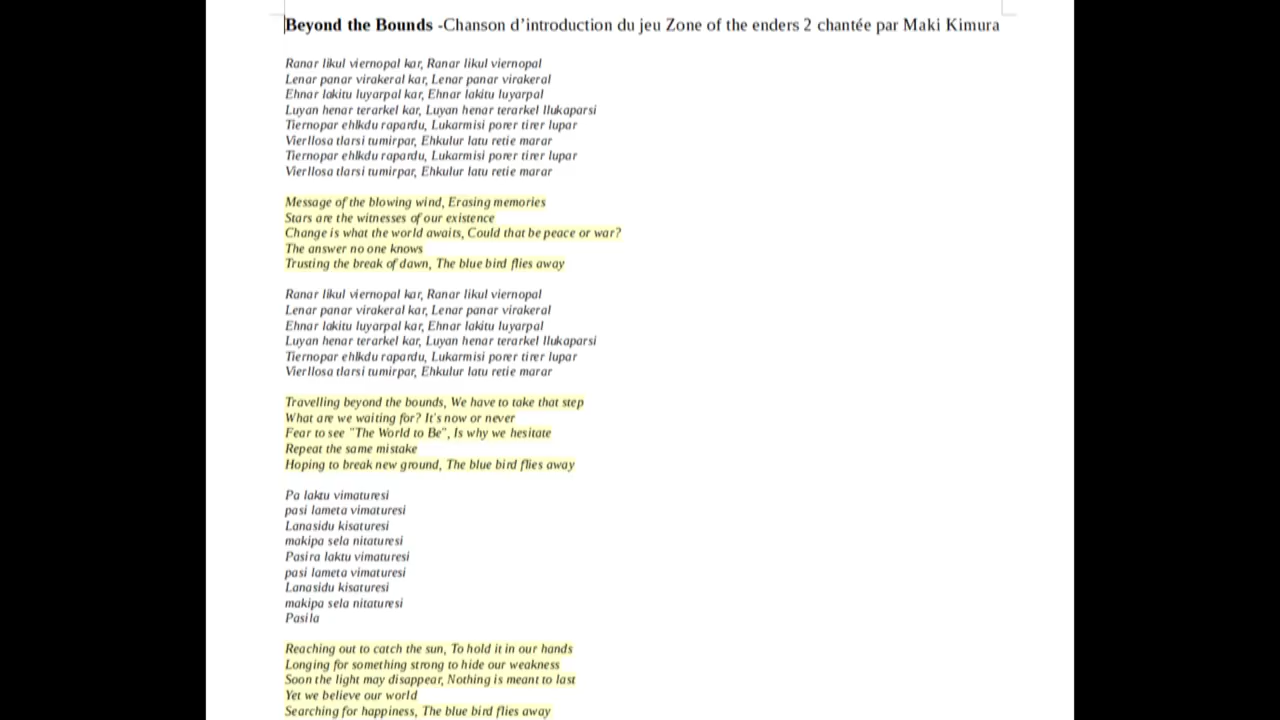 Beyond the Bounds -Chanson d’introduction du jeu Zone of the enders 2 chantée par Maki Kimura
Ranar likul viernopal kar, Ranar likul viernopal
Lenar panar virakeral kar, Lenar panar virakeral
Ehnar lakitu luyarpal kar, Ehnar lakitu luyarpal
Luyan henar terarkel kar, Luyan henar terarkel llukaparsi
Tiernopar ehlkdu rapardu, Lukarmisi porer tirer lupar
Vierllosa tlarsi tumirpar, Ehkulur latu retie marar
Tiernopar ehlkdu rapardu, Lukarmisi porer tirer lupar
Vierllosa tlarsi tumirpar, Ehkulur latu retie marar
Message of the blowing wind, Erasing memories
Stars are the witnesses of our existence
Change is what the world awaits, Could that be peace or war?
The answer no one knows
Trusting the break of dawn, The blue bird flies away
Ranar likul viernopal kar, Ranar likul viernopal
Lenar panar virakeral kar, Lenar panar virakeral
Ehnar lakitu luyarpal kar, Ehnar lakitu luyarpal
Luyan henar terarkel kar, Luyan henar terarkel llukaparsi
Tiernopar ehlkdu rapardu, Lukarmisi porer tirer lupar
Vierllosa tlarsi tumirpar, Ehkulur latu retie marar
Travelling beyond the bounds, We have to take that step
What are we waiting for? It's now or never
Fear to see "The World to Be", Is why we hesitate
Repeat the same mistake
Hoping to break new ground, The blue bird flies away
Pa laktu vimaturesi
pasi lameta vimaturesi
Lanasidu kisaturesi
makipa sela nitaturesi
Pasira laktu vimaturesi
pasi lameta vimaturesi
Lanasidu kisaturesi
makipa sela nitaturesi
Pasila
Reaching out to catch the sun, To hold it in our hands
Longing for something strong to hide our weakness
Soon the light may disappear, Nothing is meant to last
Yet we believe our world
Searching for happiness, The blue bird flies away